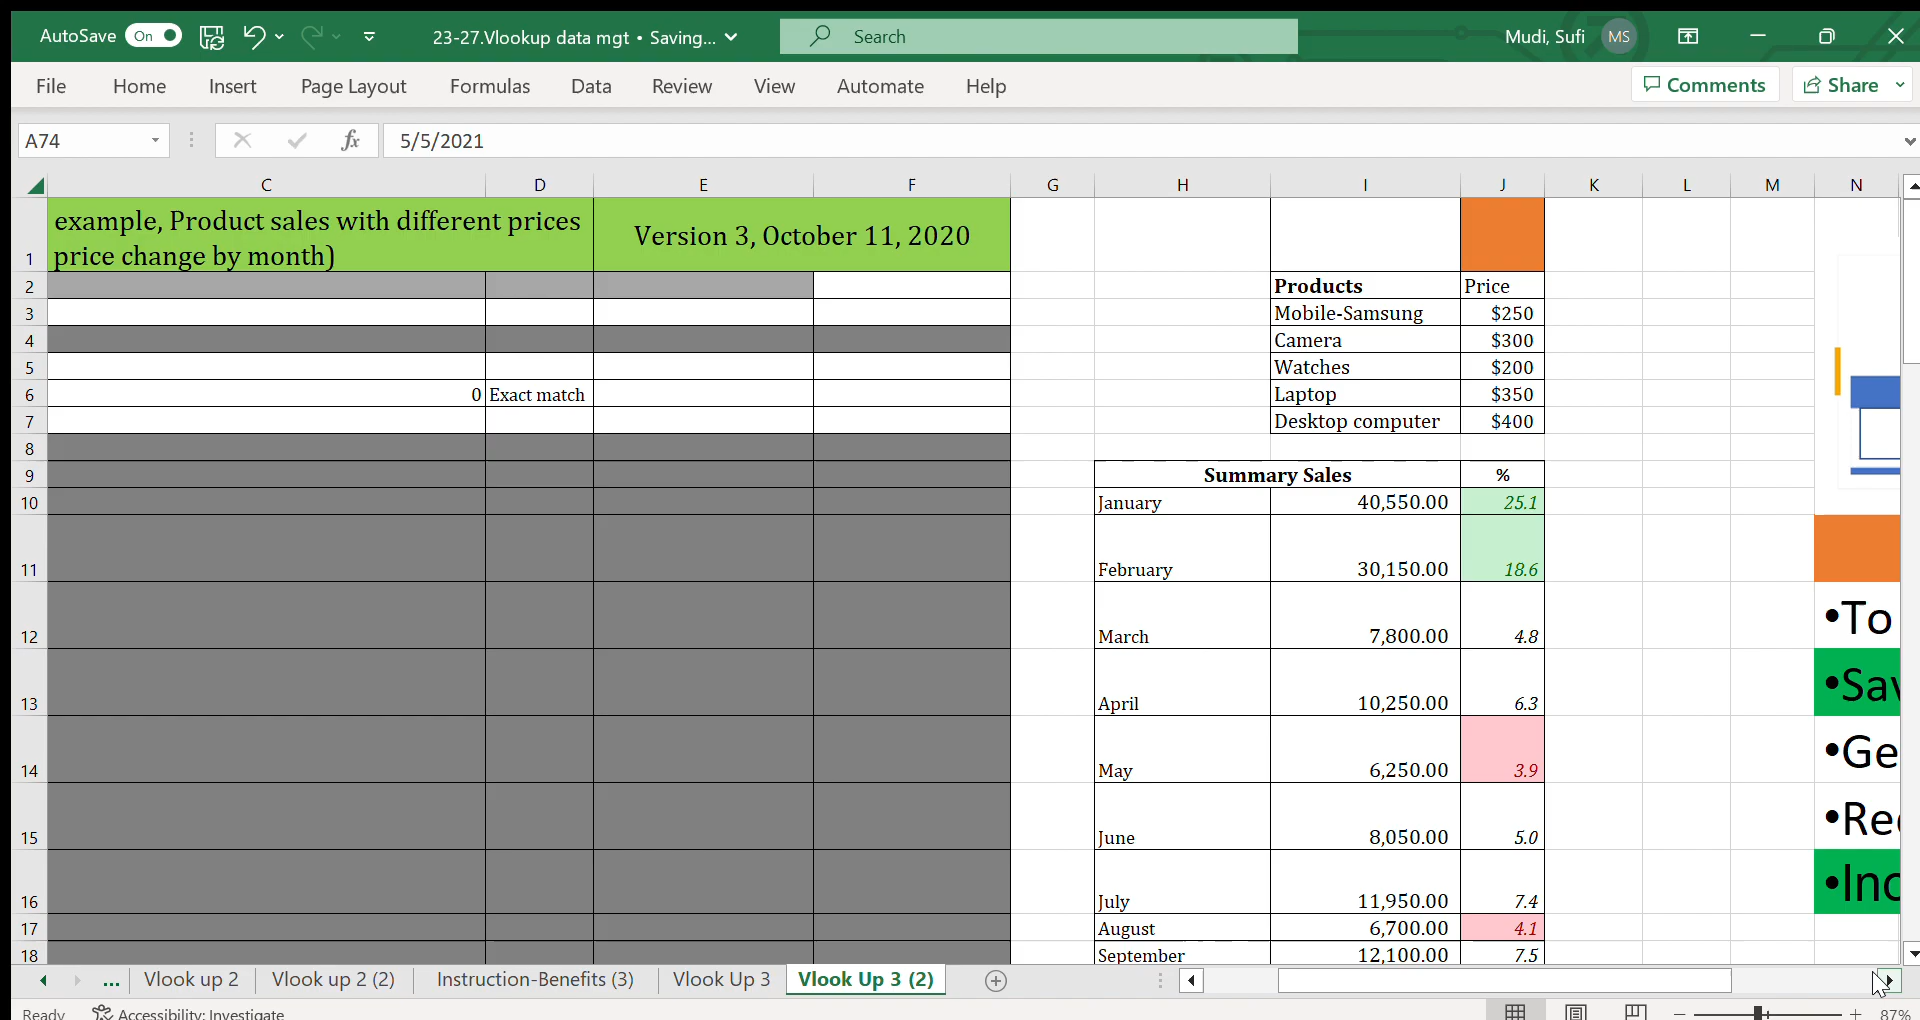 AutoSave On 23-27.Vlookup data mgt • Saving... Search Mudi, Sufi MS
File Home Insert Page Layout Formulas Data Review View Automate Help Comments Share
A74 fx 5/5/2021
C D E F G H I J K L M N
1 example, Product sales with different prices
price change by month)
Version 3, October 11, 2020
2 Products Price
3 Mobile-Samsung $250
4 Camera $300
5 Watches $200
6 0 Exact match Laptop $350
7 Desktop computer $400
8
9 Summary Sales %
10 January 40,550.00 25.1
11 February 30,150.00 18.6
12 March 7,800.00 4.8 •To
13 April 10,250.00 6.3 •Sav
14 May 6,250.00 3.9 •Ge
15 June 8,050.00 5.0 •Rec
16 July 11,950.00 7.4 •Inc
17 August 6,700.00 4.1
18 September 12,100.00 7.5
... Vlook up 2 Vlook up 2 (2) Instruction-Benefits (3) Vlook Up 3 Vlook Up 3 (2)
Ready Accessibility: Investigate 87%